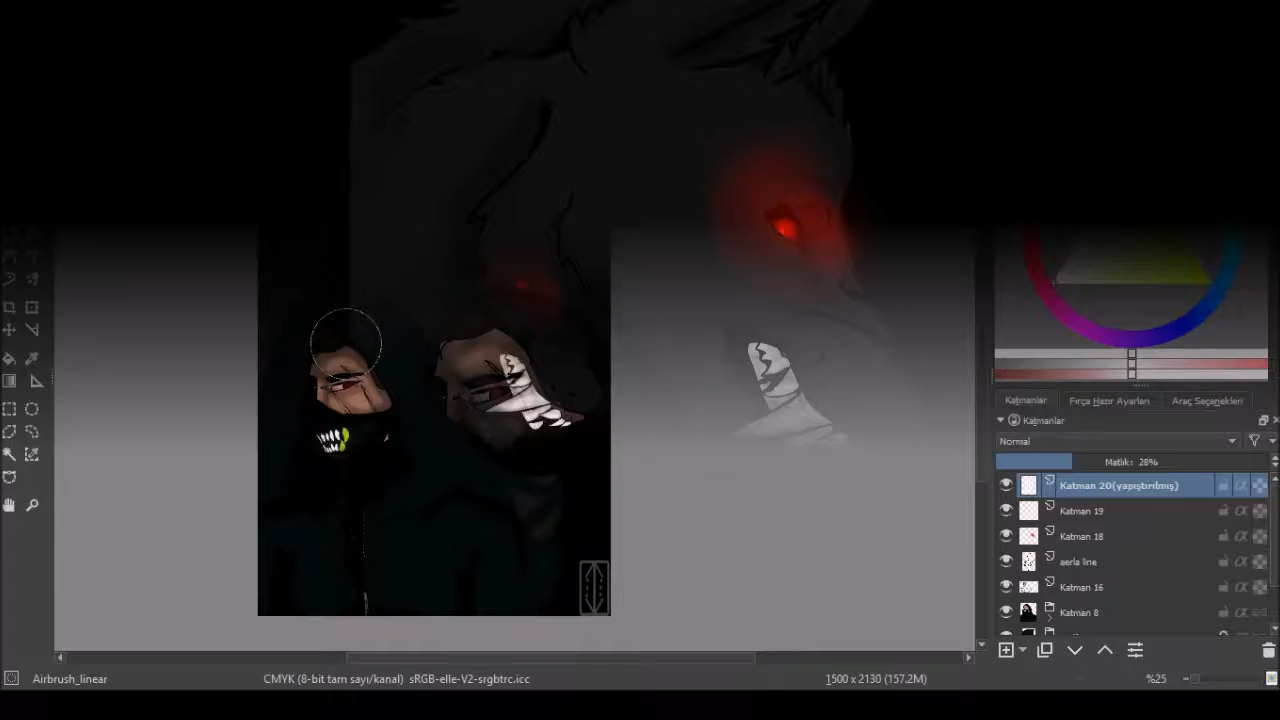 Katmanlar
Fırça Hazır Ayarları
Araç Seçenekleri
Katmanlar
Normal
Matlık: 28%
Katman 20(yapıştırılmış)
Katman 19
Katman 18
aerla line
Katman 16
Katman 8
Airbrush_linear
CMYK (8-bit tam sayı/kanal) sRGB-elle-V2-srgbtrc.icc
1500 x 2130 (157.2M)
%25